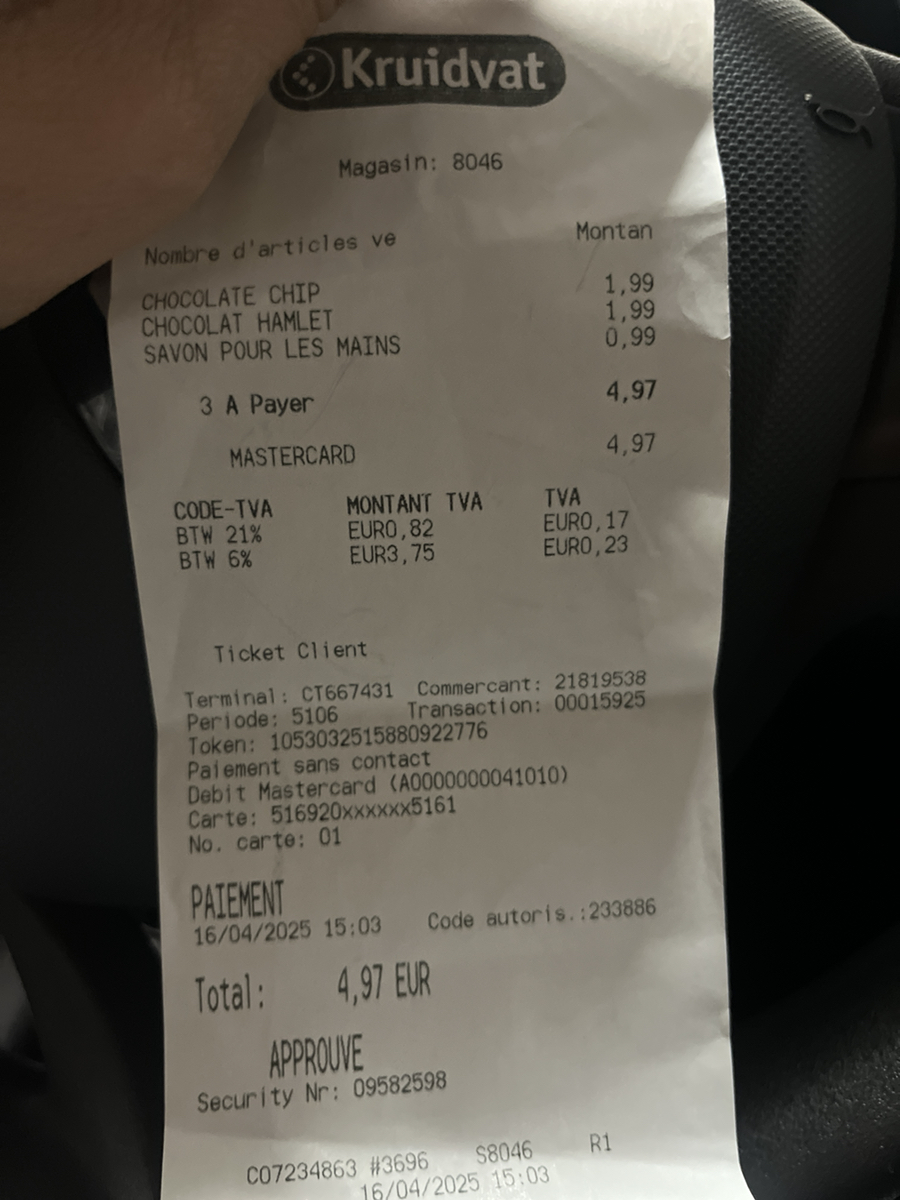 Kruidvat
Magasin: 8046
Nombre d'articles ve Montan
CHOCOLATE CHIP 1,99
CHOCOLAT HAMLET 1,99
SAVON POUR LES MAINS 0,99
3 A Payer 4,97
MASTERCARD 4,97
CODE-TVA MONTANT TVA TVA
BTW 21% EUR0,82 EUR0,17
BTW 6% EUR3,75 EUR0,23
Ticket Client
Terminal: CT667431 Commercant: 21819538
Periode: 5106 Transaction: 00015925
Token: 1053032515880922776
Paiement sans contact
Debit Mastercard (A0000000041010)
Carte: 516920xxxxxx5161
No. carte: 01
PAIEMENT
16/04/2025 15:03 Code autoris.:233886
Total: 4,97 EUR
APPROUVE
Security Nr: 09582598
C07234863 #3696 S8046 R1
16/04/2025 15:03